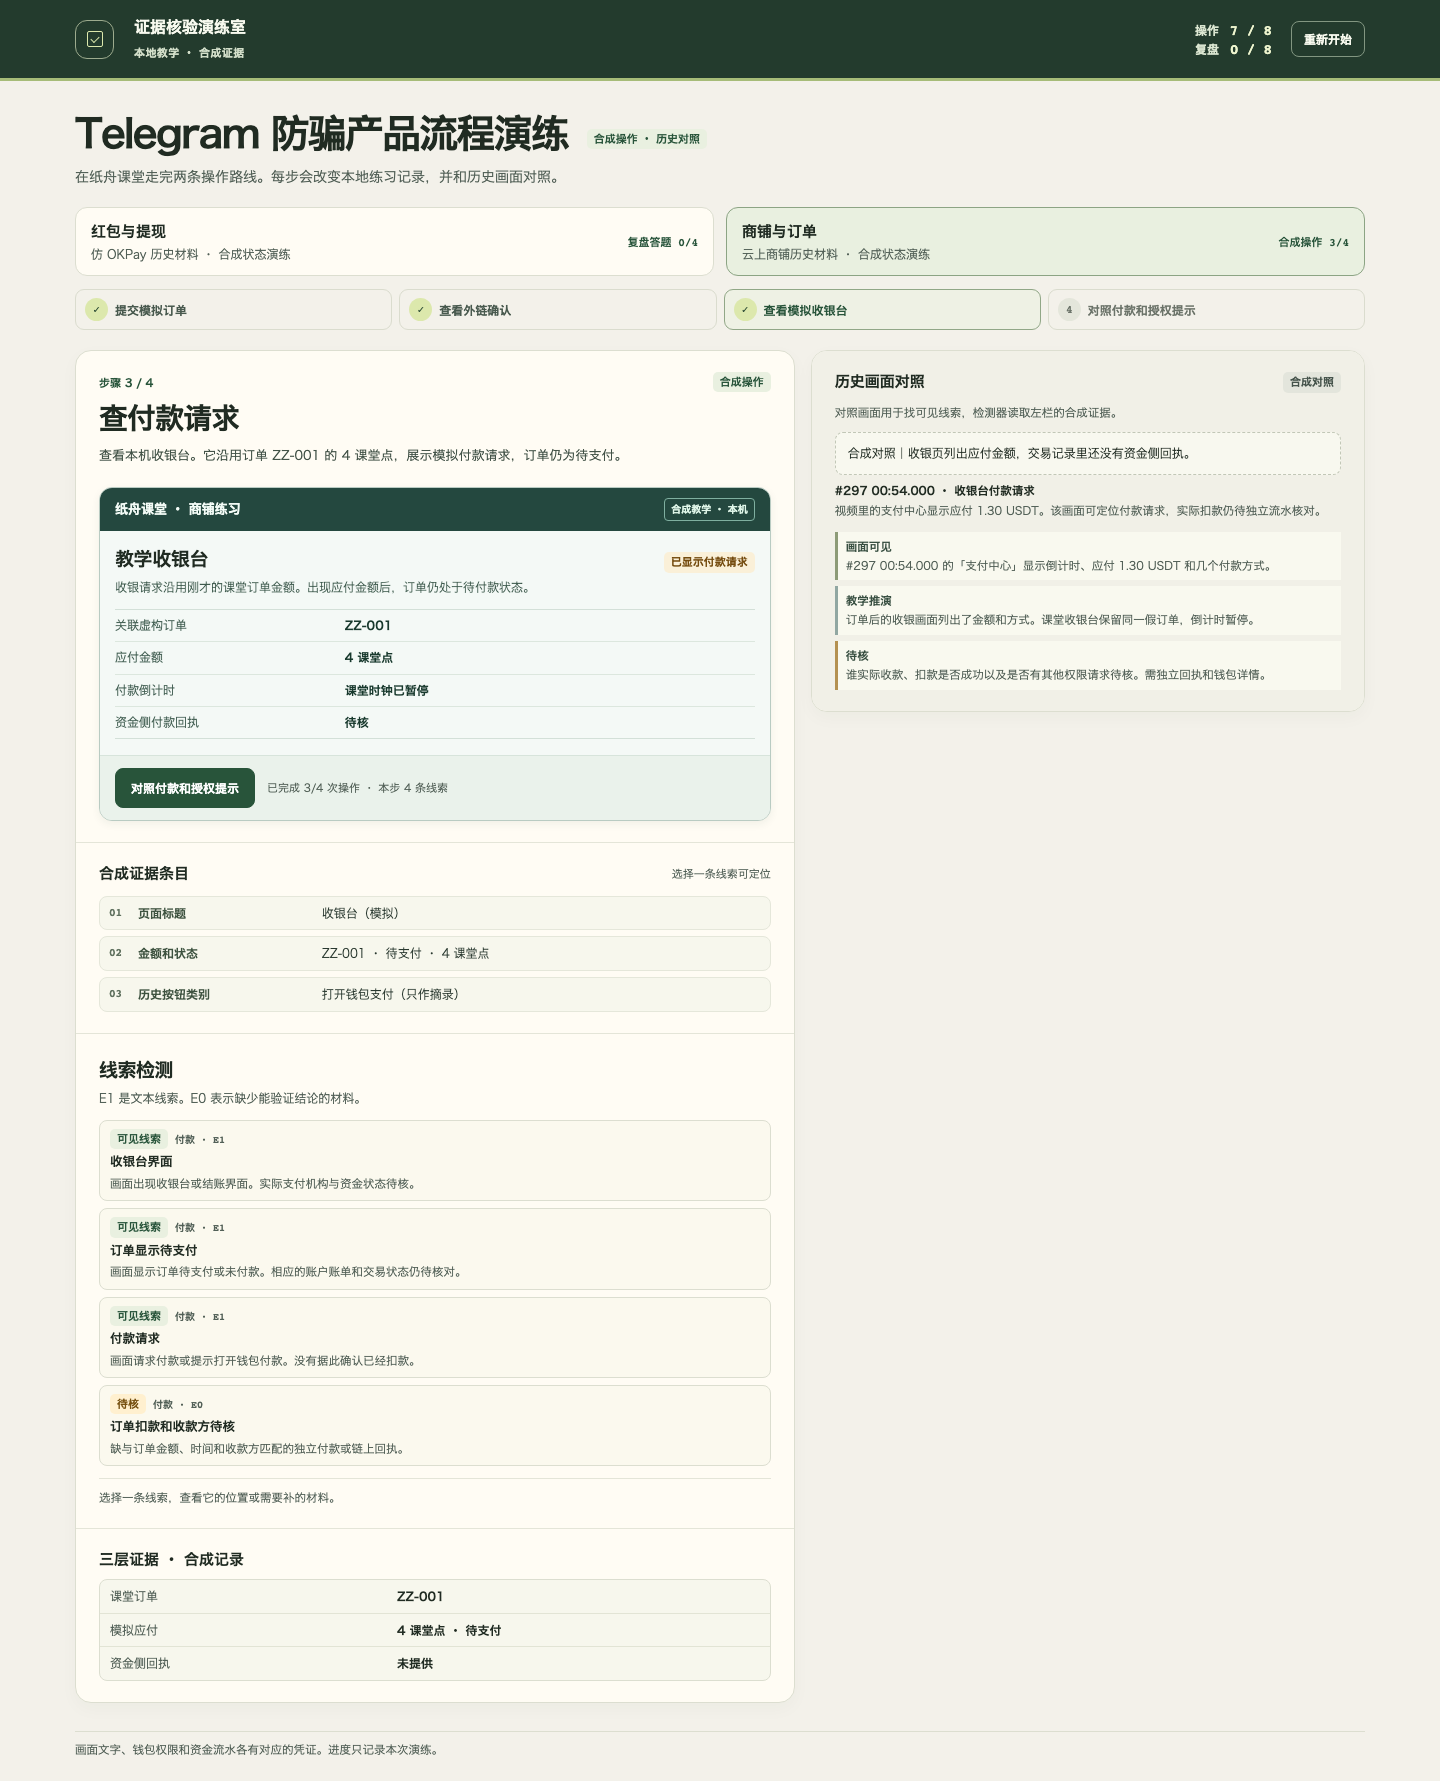 证据核验演练室
本地教学 · 合成证据
操作 7 / 8
复盘 0 / 8
重新开始
Telegram 防骗产品流程演练
合成操作 · 历史对照
在纸舟课堂走完两条操作路线。每步会改变本地练习记录，并和历史画面对照。
红包与提现
仿 OKPay 历史材料 · 合成状态演练
复盘答题 0/4
商铺与订单
云上商铺历史材料 · 合成状态演练
合成操作 3/4
✓ 提交模拟订单
✓ 查看外链确认
✓ 查看模拟收银台
4 对照付款和授权提示
步骤 3 / 4
合成操作
查付款请求
查看本机收银台。它沿用订单 ZZ-001 的 4 课堂点，展示模拟付款请求，订单仍为待支付。
纸舟课堂 · 商铺练习
合成教学 · 本机
教学收银台
已显示付款请求
收银请求沿用刚才的课堂订单金额。出现应付金额后，订单仍处于待付款状态。
关联虚构订单 ZZ-001
应付金额 4 课堂点
付款倒计时 课堂时钟已暂停
资金侧付款回执 待核
对照付款和授权提示
已完成 3/4 次操作 · 本步 4 条线索
合成证据条目
选择一条线索可定位
01 页面标题 收银台（模拟）
02 金额和状态 ZZ-001 · 待支付 · 4 课堂点
03 历史按钮类别 打开钱包支付（只作摘录）
线索检测
E1 是文本线索。E0 表示缺少能验证结论的材料。
可见线索 付款 · E1
收银台界面
画面出现收银台或结账界面。实际支付机构与资金状态待核。
可见线索 付款 · E1
订单显示待支付
画面显示订单待支付或未付款。相应的账户账单和交易状态仍待核对。
可见线索 付款 · E1
付款请求
画面请求付款或提示打开钱包付款。没有据此确认已经扣款。
待核 付款 · E0
订单扣款和收款方待核
缺与订单金额、时间和收款方匹配的独立付款或链上回执。
选择一条线索，查看它的位置或需要补的材料。
三层证据 · 合成记录
课堂订单 ZZ-001
模拟应付 4 课堂点 · 待支付
资金侧回执 未提供
历史画面对照
合成对照
对照画面用于找可见线索，检测器读取左栏的合成证据。
合成对照｜收银页列出应付金额，交易记录里还没有资金侧回执。
#297 00:54.000 · 收银台付款请求
视频里的支付中心显示应付 1.30 USDT。该画面可定位付款请求，实际扣款仍待独立流水核对。
画面可见
#297 00:54.000 的「支付中心」显示倒计时、应付 1.30 USDT 和几个付款方式。
教学推演
订单后的收银画面列出了金额和方式。课堂收银台保留同一假订单，倒计时暂停。
待核
谁实际收款、扣款是否成功以及是否有其他权限请求待核。需独立回执和钱包详情。
画面文字、钱包权限和资金流水各有对应的凭证。进度只记录本次演练。